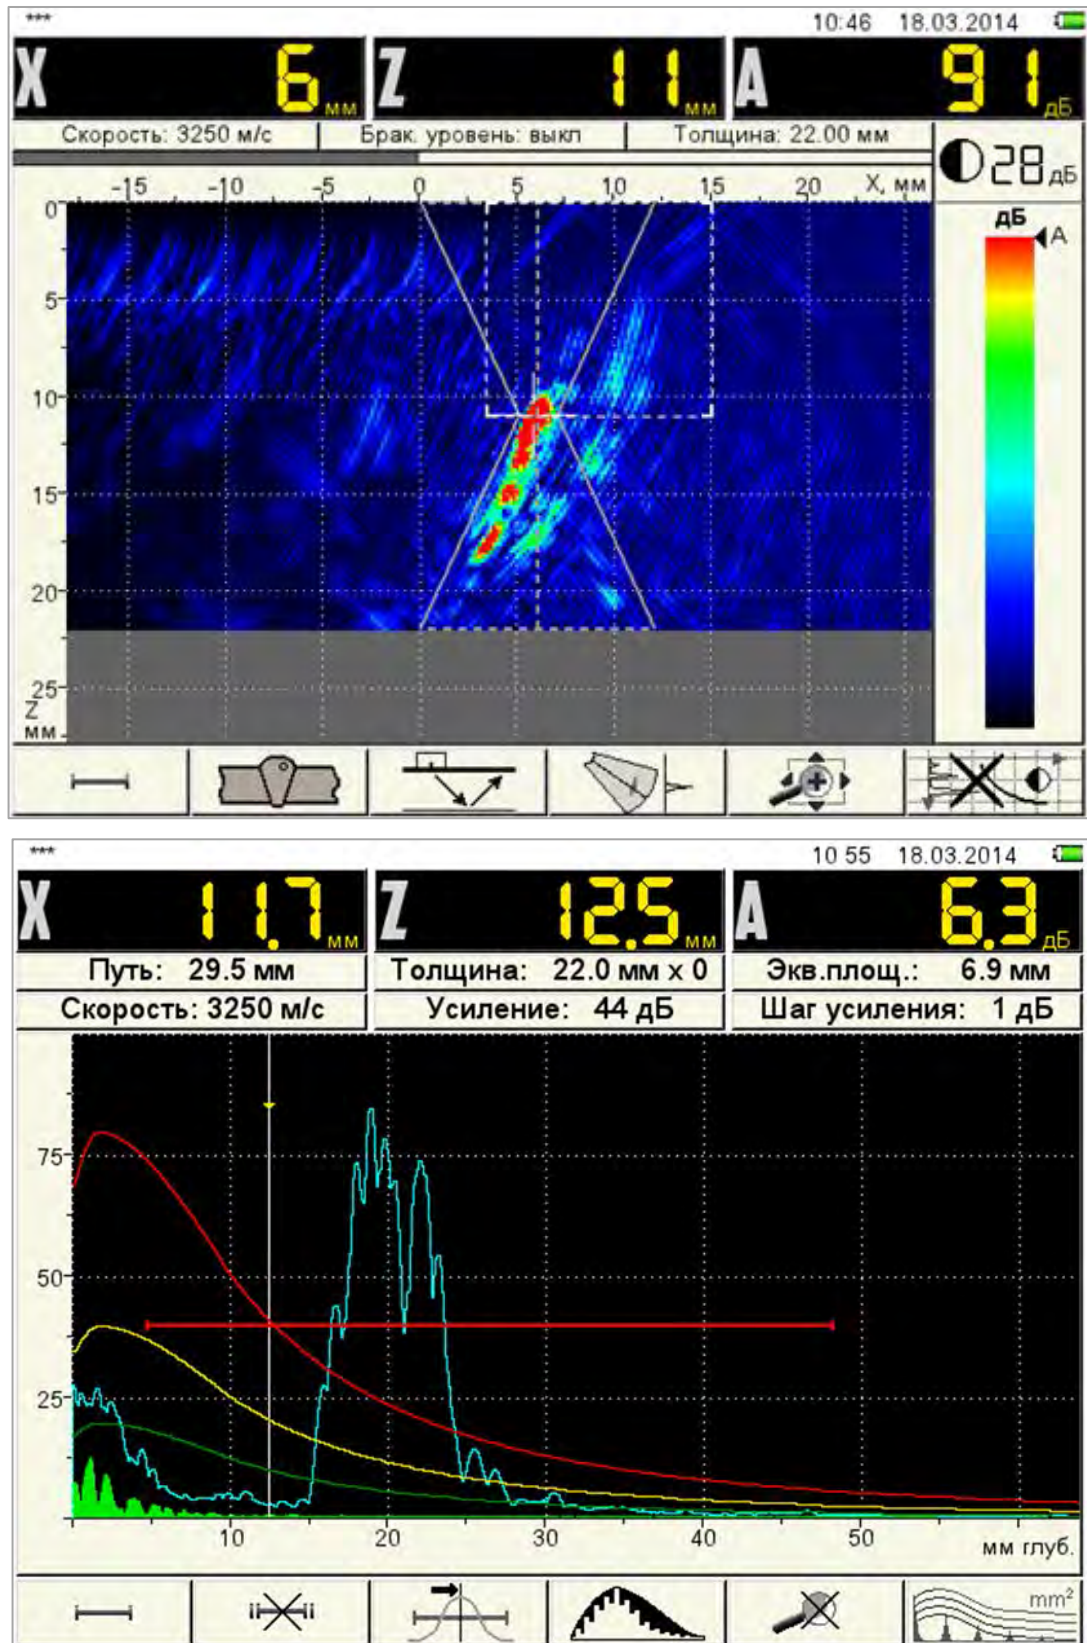 *** 10:46 18.03.2014
X 6 мм Z 11 мм A 91 дБ
Скорость: 3250 м/с Брак. уровень: выкл Толщина: 22.00 мм
28 дБ
-15 -10 -5 0 5 10 15 20 X, мм
дБ
A
0
5
10
15
20
25
Z
мм
*** 10 55 18.03.2014
X 11.7 мм Z 12.5 мм A 6.3 дБ
Путь: 29.5 мм Толщина: 22.0 мм x 0 Экв.площ.: 6.9 мм
Скорость: 3250 м/с Усиление: 44 дБ Шаг усиления: 1 дБ
75
50
25
10 20 30 40 50 мм глуб.
mm²